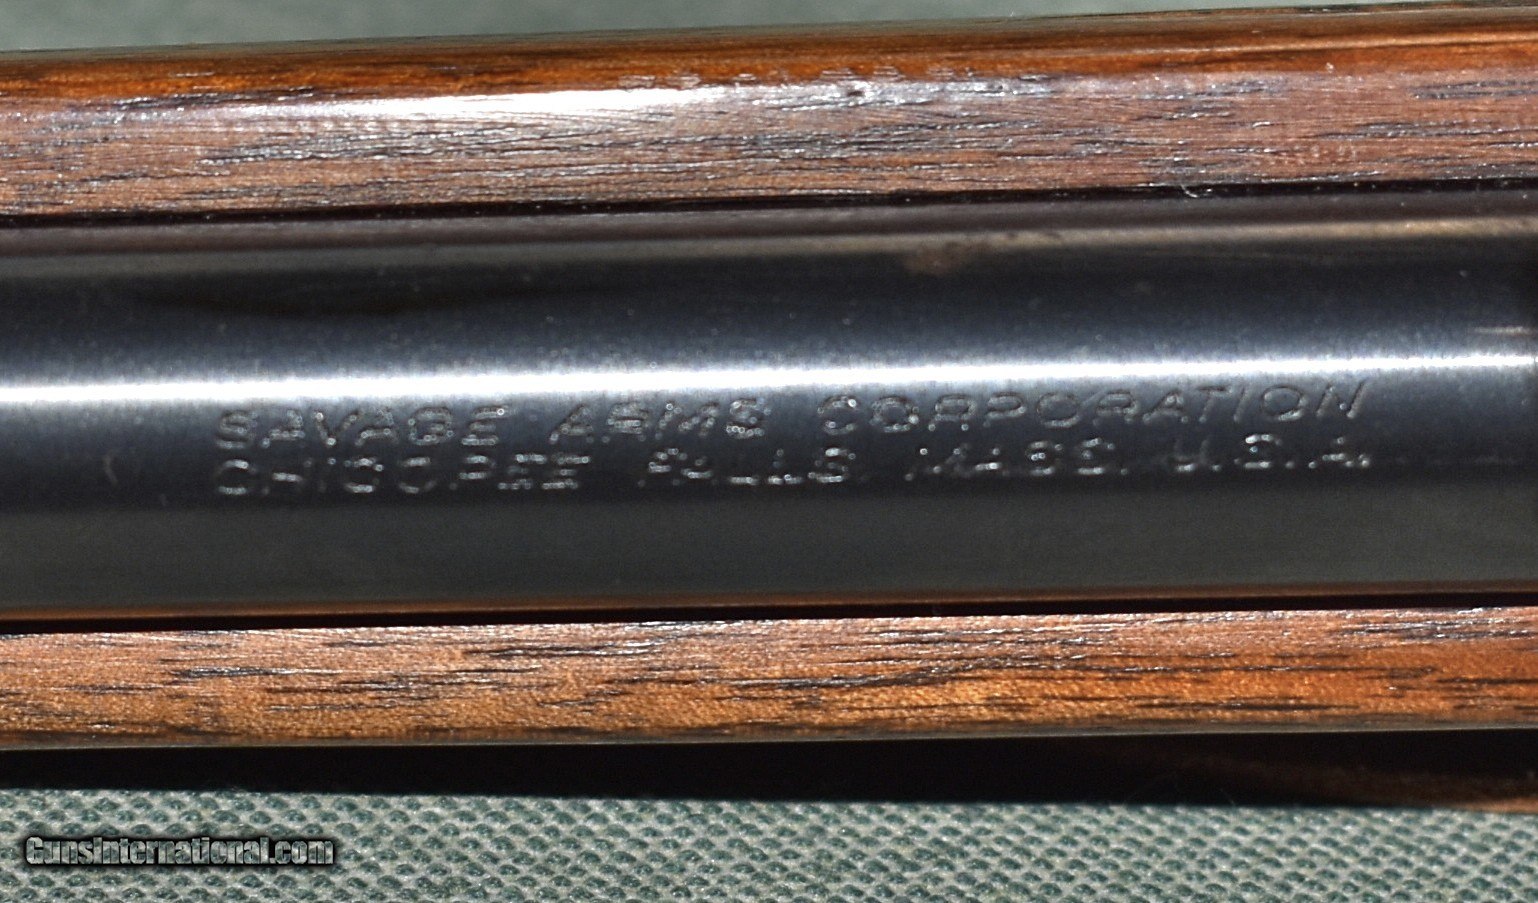 SAVAGE ARMS CORPORATION
CHICOPEE FALLS, MASS. U.S.A.
GunsInternational.com